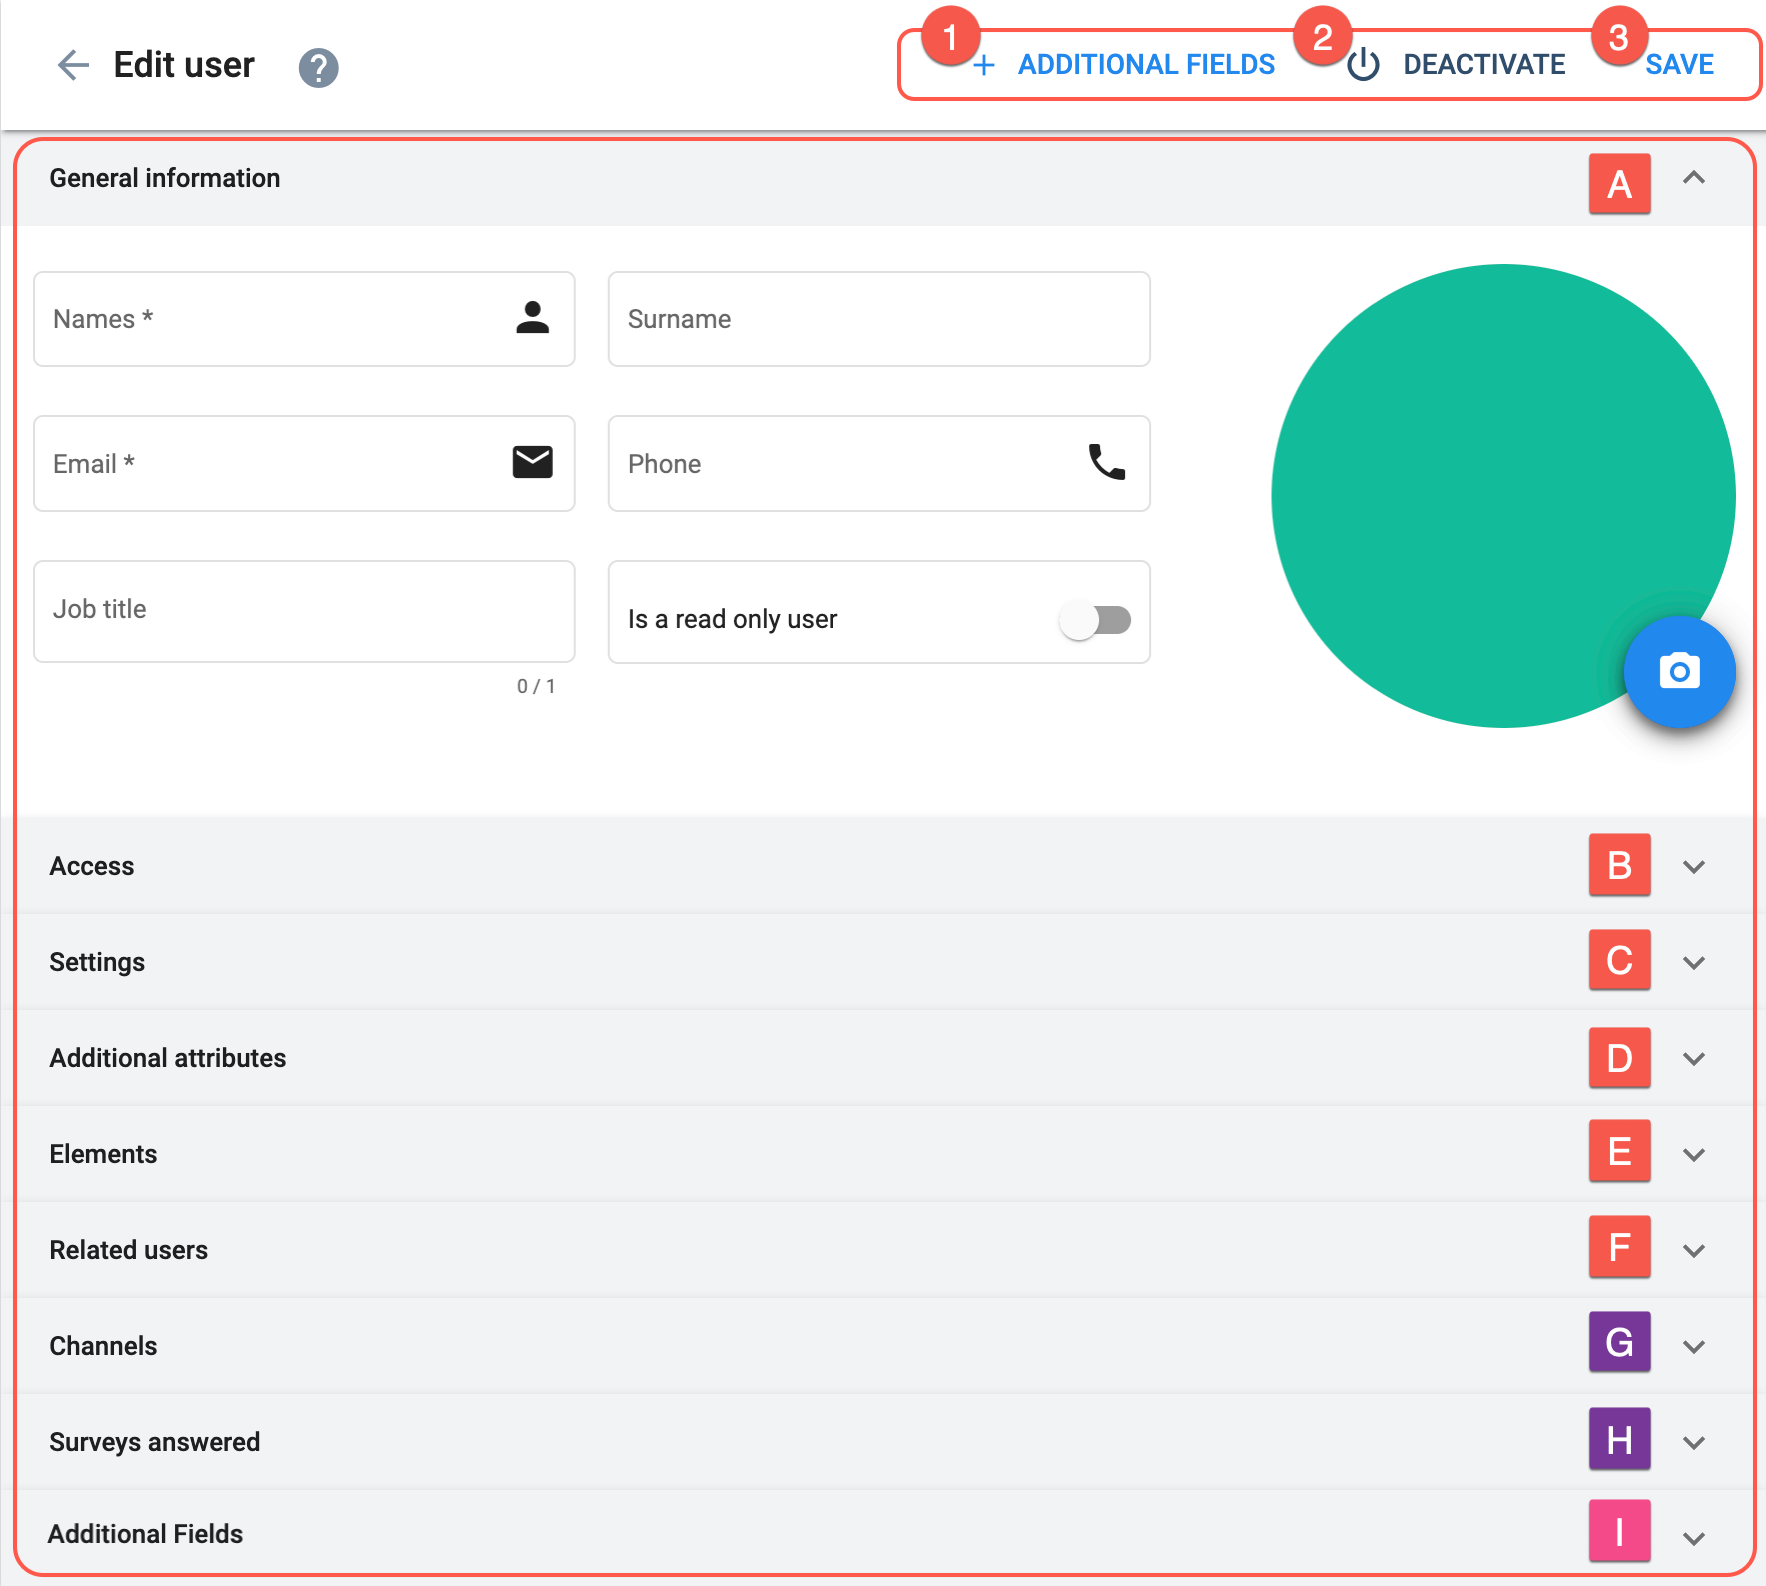 Edit user ? 1 + ADDITIONAL FIELDS 2 DEACTIVATE 3 SAVE
General information A
Names * Surname
Email * Phone
Job title Is a read only user
0 / 1
Access B
Settings C
Additional attributes D
Elements E
Related users F
Channels G
Surveys answered H
Additional Fields I